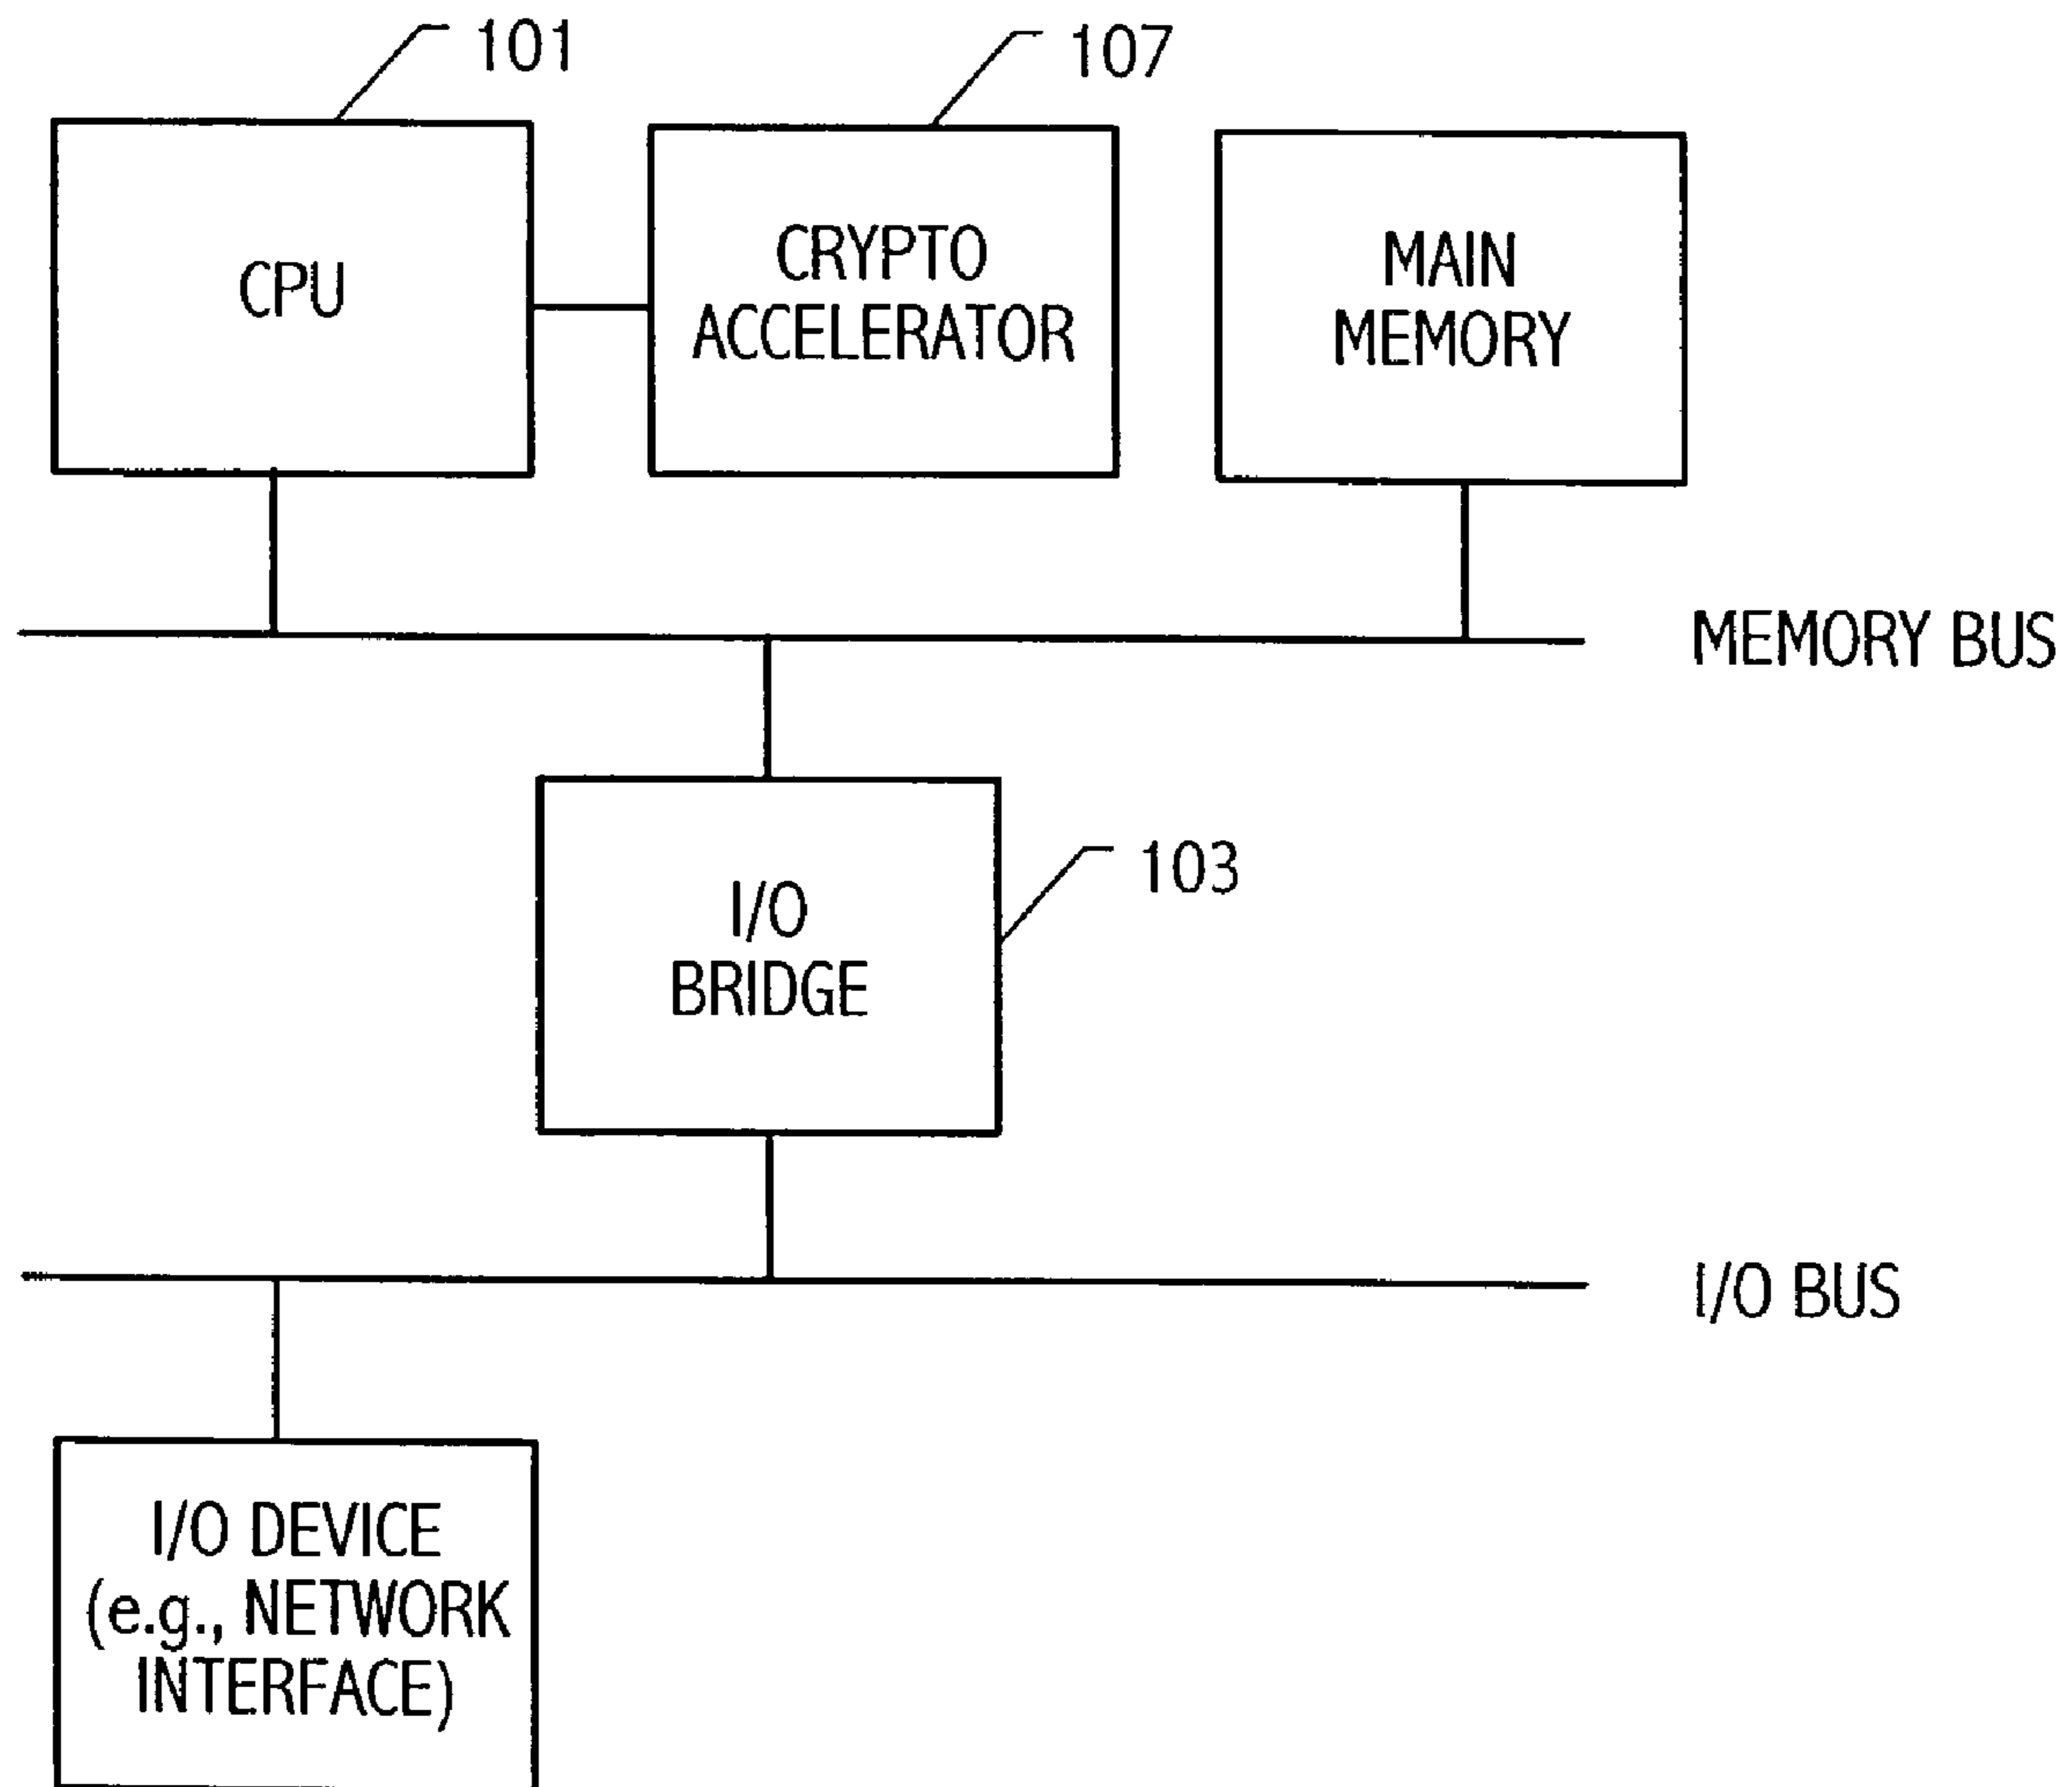 101
107
CPU
CRYPTO
ACCELERATOR
MAIN
MEMORY
MEMORY BUS
103
I/O
BRIDGE
I/O BUS
I/O DEVICE
(e.g., NETWORK
INTERFACE)